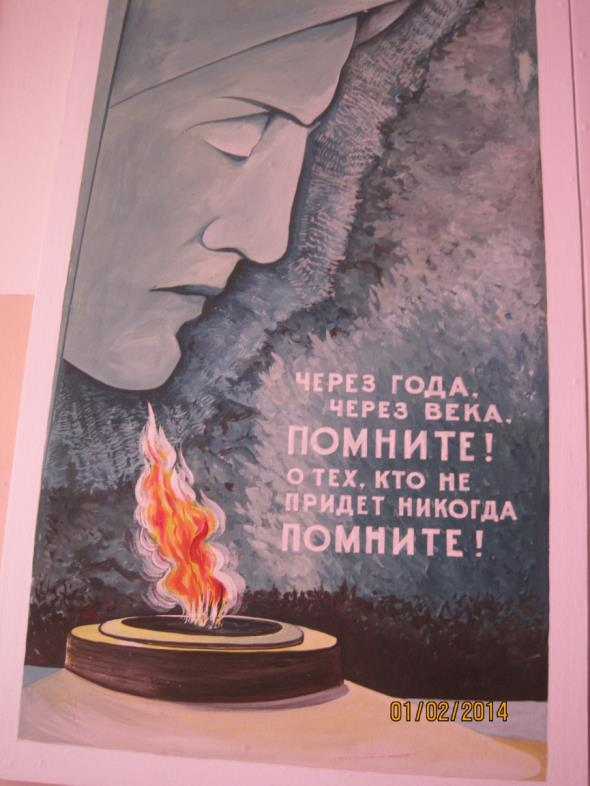 ЧЕРЕЗ ГОДА,
ЧЕРЕЗ ВЕКА,
ПОМНИТЕ!
О ТЕХ, КТО НЕ
ПРИДЕТ НИКОГДА
ПОМНИТЕ!
01/02/2014